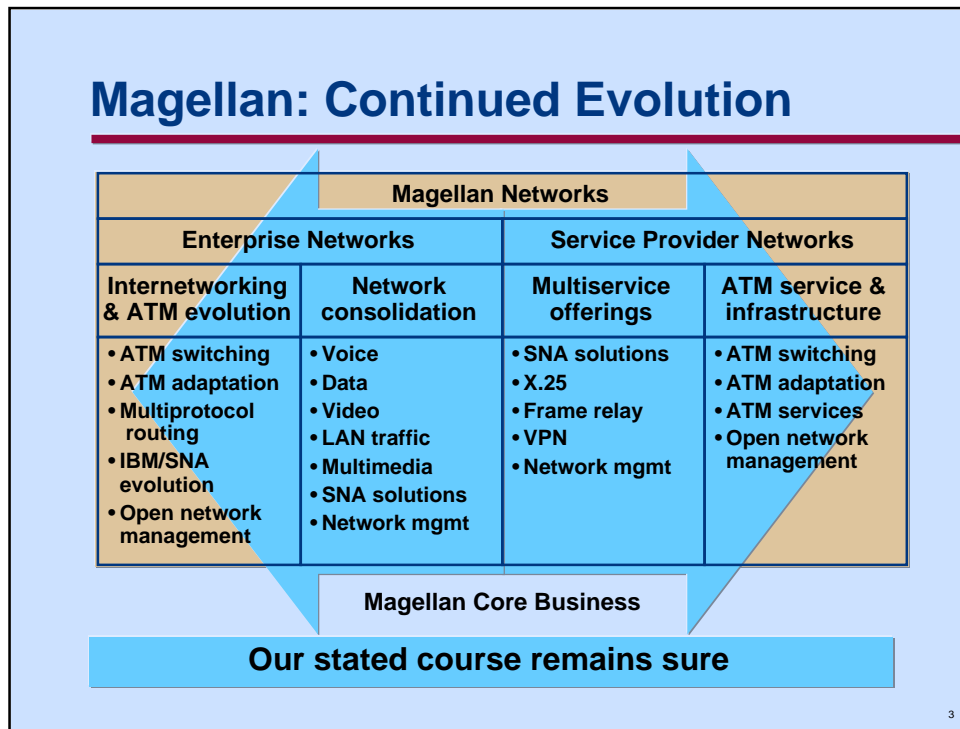 Magellan: Continued Evolution
Magellan Networks
Enterprise Networks
Service Provider Networks
Internetworking
& ATM evolution
Network
consolidation
Multiservice
offerings
ATM service &
infrastructure
• ATM switching
• ATM adaptation
• Multiprotocol
routing
• IBM/SNA
evolution
• Open network
management
• Voice
• Data
• Video
• LAN traffic
• Multimedia
• SNA solutions
• Network mgmt
• SNA solutions
• X.25
• Frame relay
• VPN
• Network mgmt
• ATM switching
• ATM adaptation
• ATM services
• Open network
management
Magellan Core Business
Our stated course remains sure
3